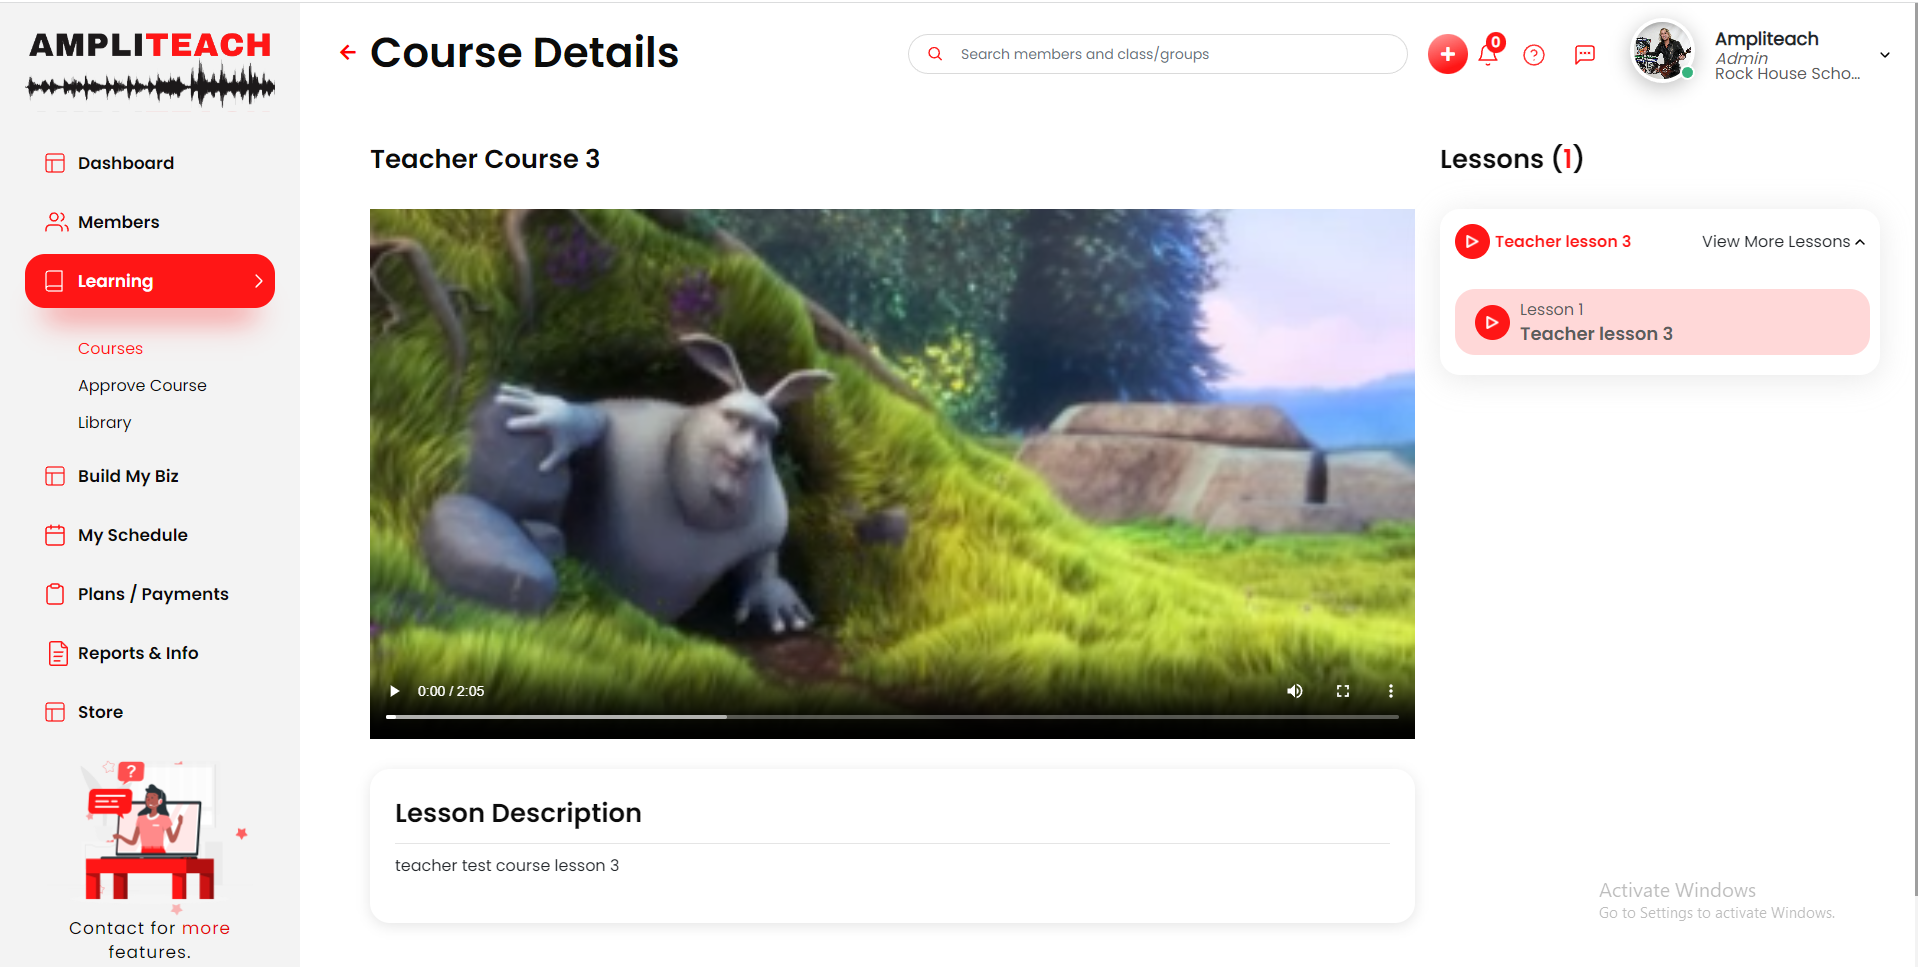 AMPLITEACH
Dashboard
Members
Learning
Courses
Approve Course
Library
Build My Biz
My Schedule
Plans / Payments
Reports & Info
Store
?
Contact for more
features.
Course Details
Search members and class/groups
0
Ampliteach
Admin
Rock House Scho...
Teacher Course 3
0:00 / 2:05
Lesson Description
teacher test course lesson 3
Lessons (1)
Teacher lesson 3
View More Lessons
Lesson 1
Teacher lesson 3
Activate Windows
Go to Settings to activate Windows.